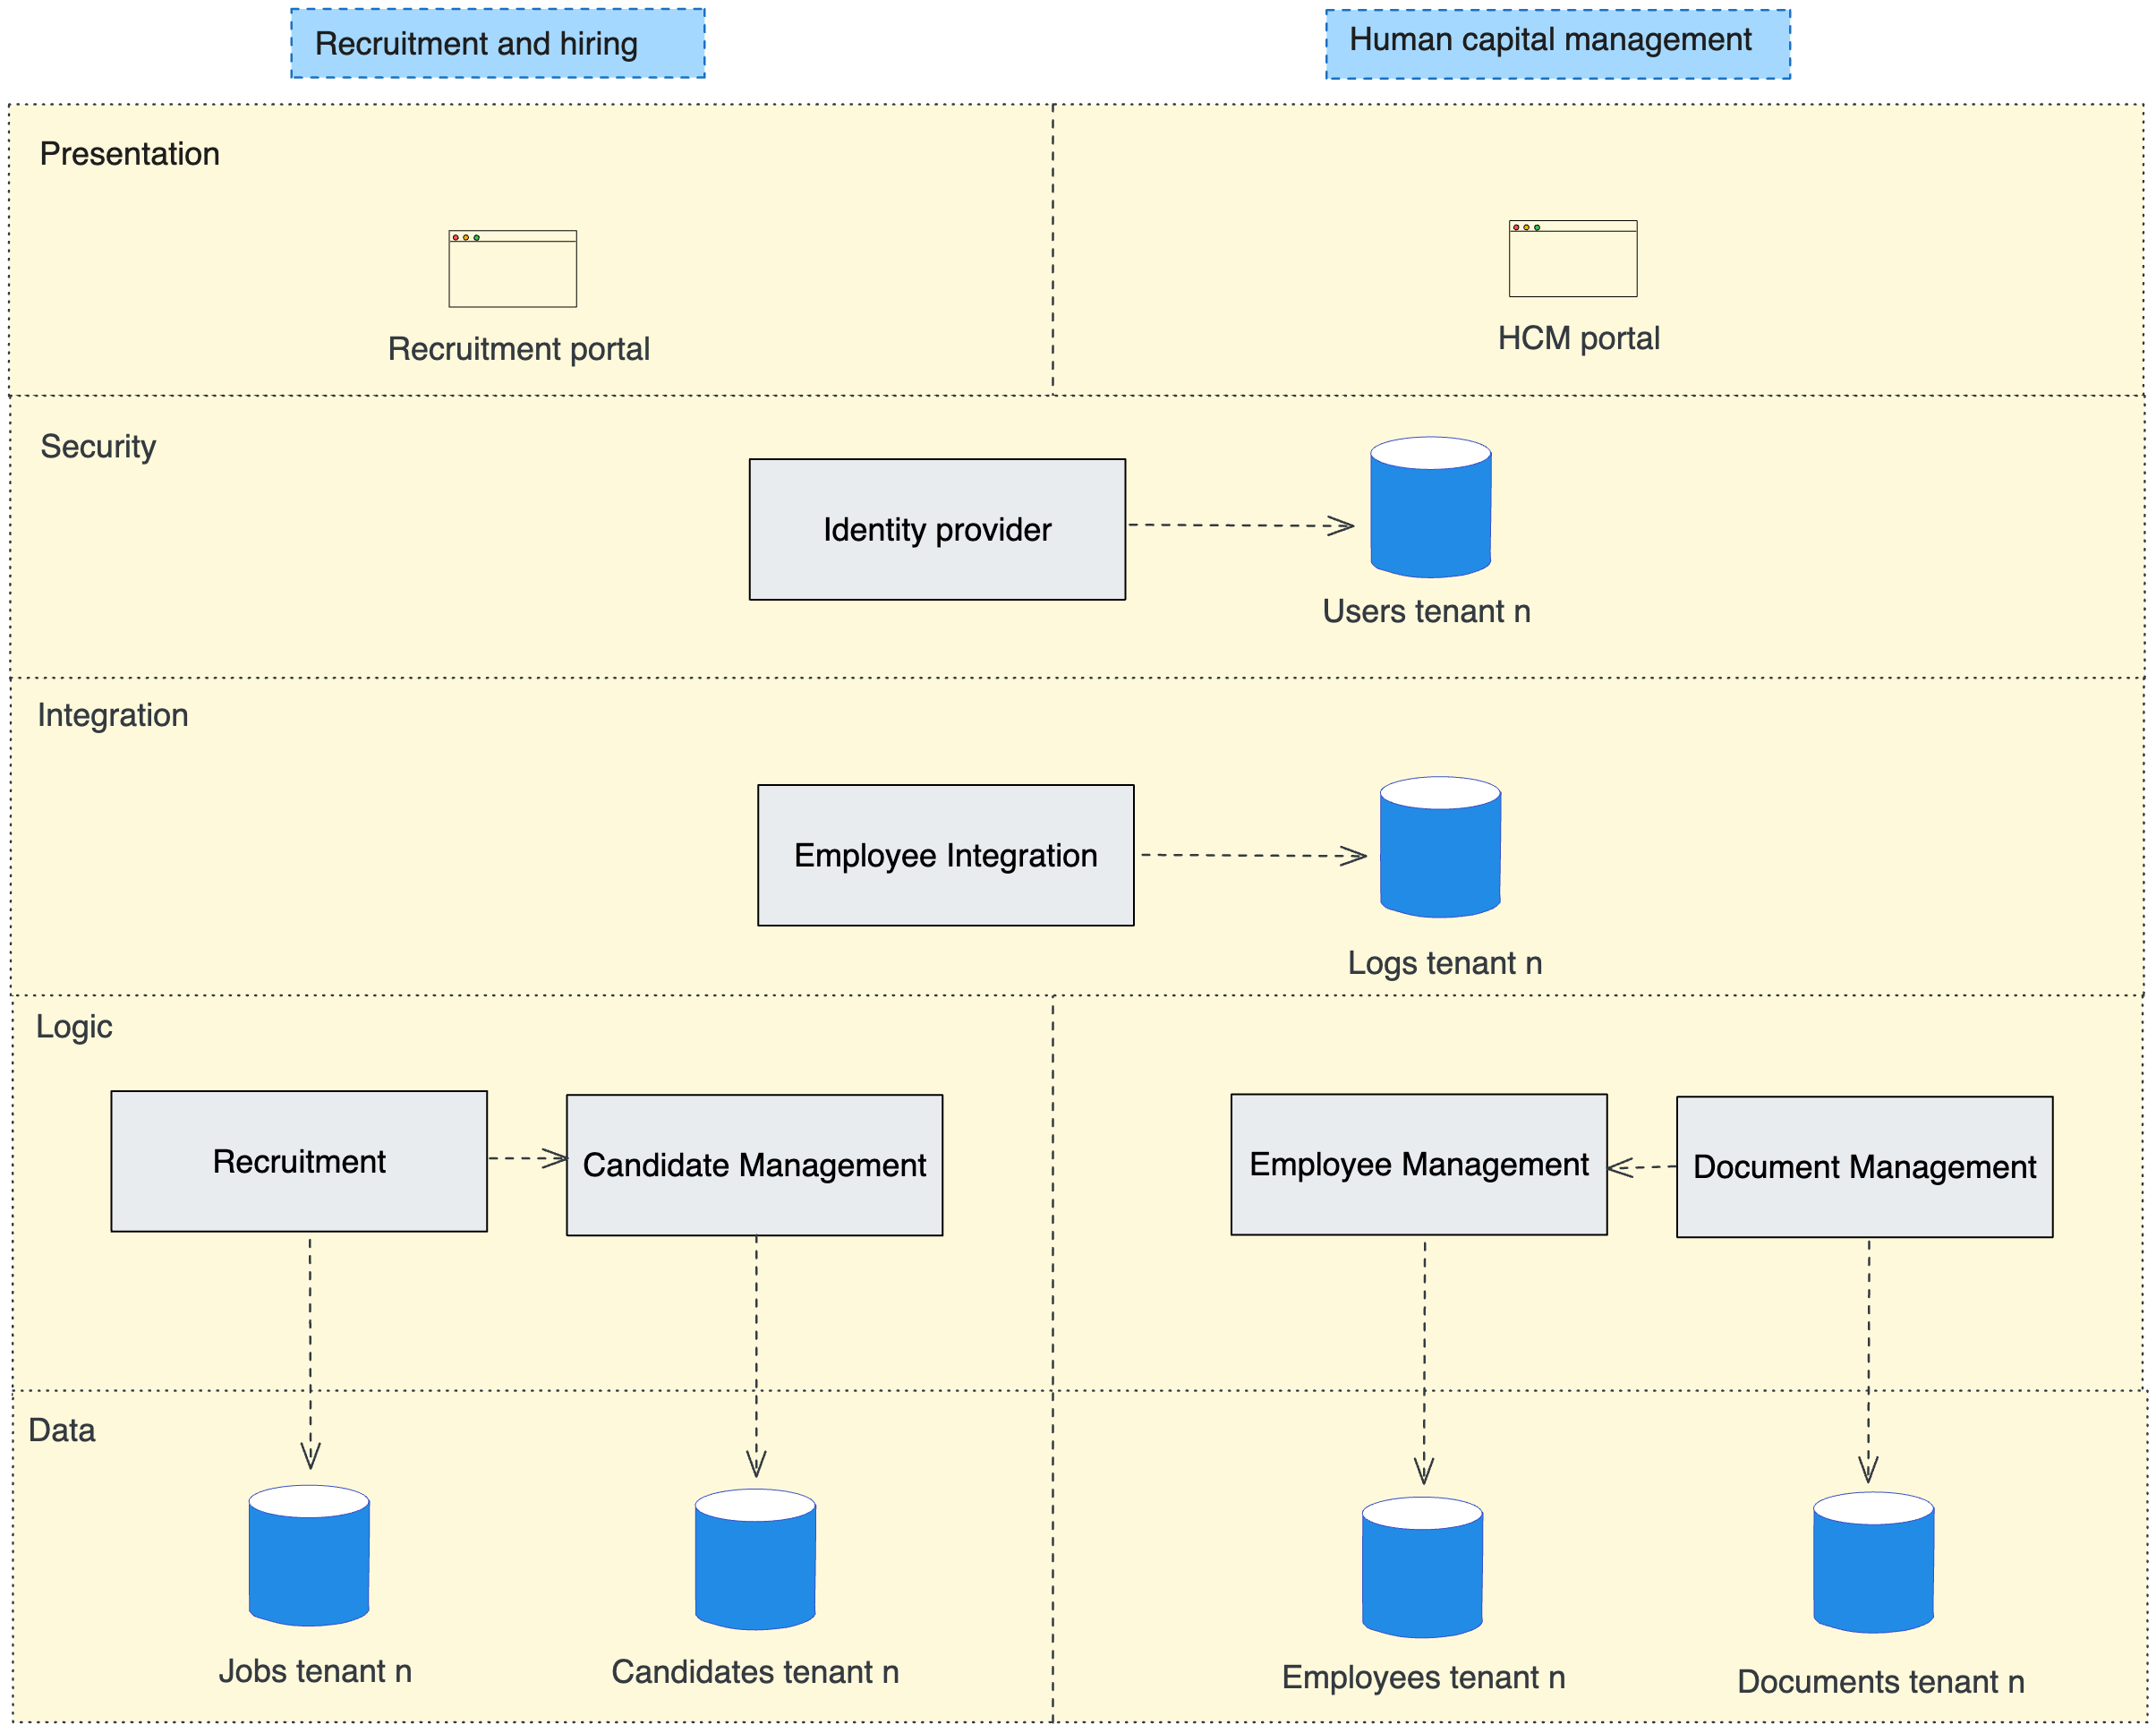 Recruitment and hiring
Human capital management
Presentation
Recruitment portal
HCM portal
Security
Identity provider
Users tenant n
Integration
Employee Integration
Logs tenant n
Logic
Recruitment
Candidate Management
Employee Management
Document Management
Data
Jobs tenant n
Candidates tenant n
Employees tenant n
Documents tenant n